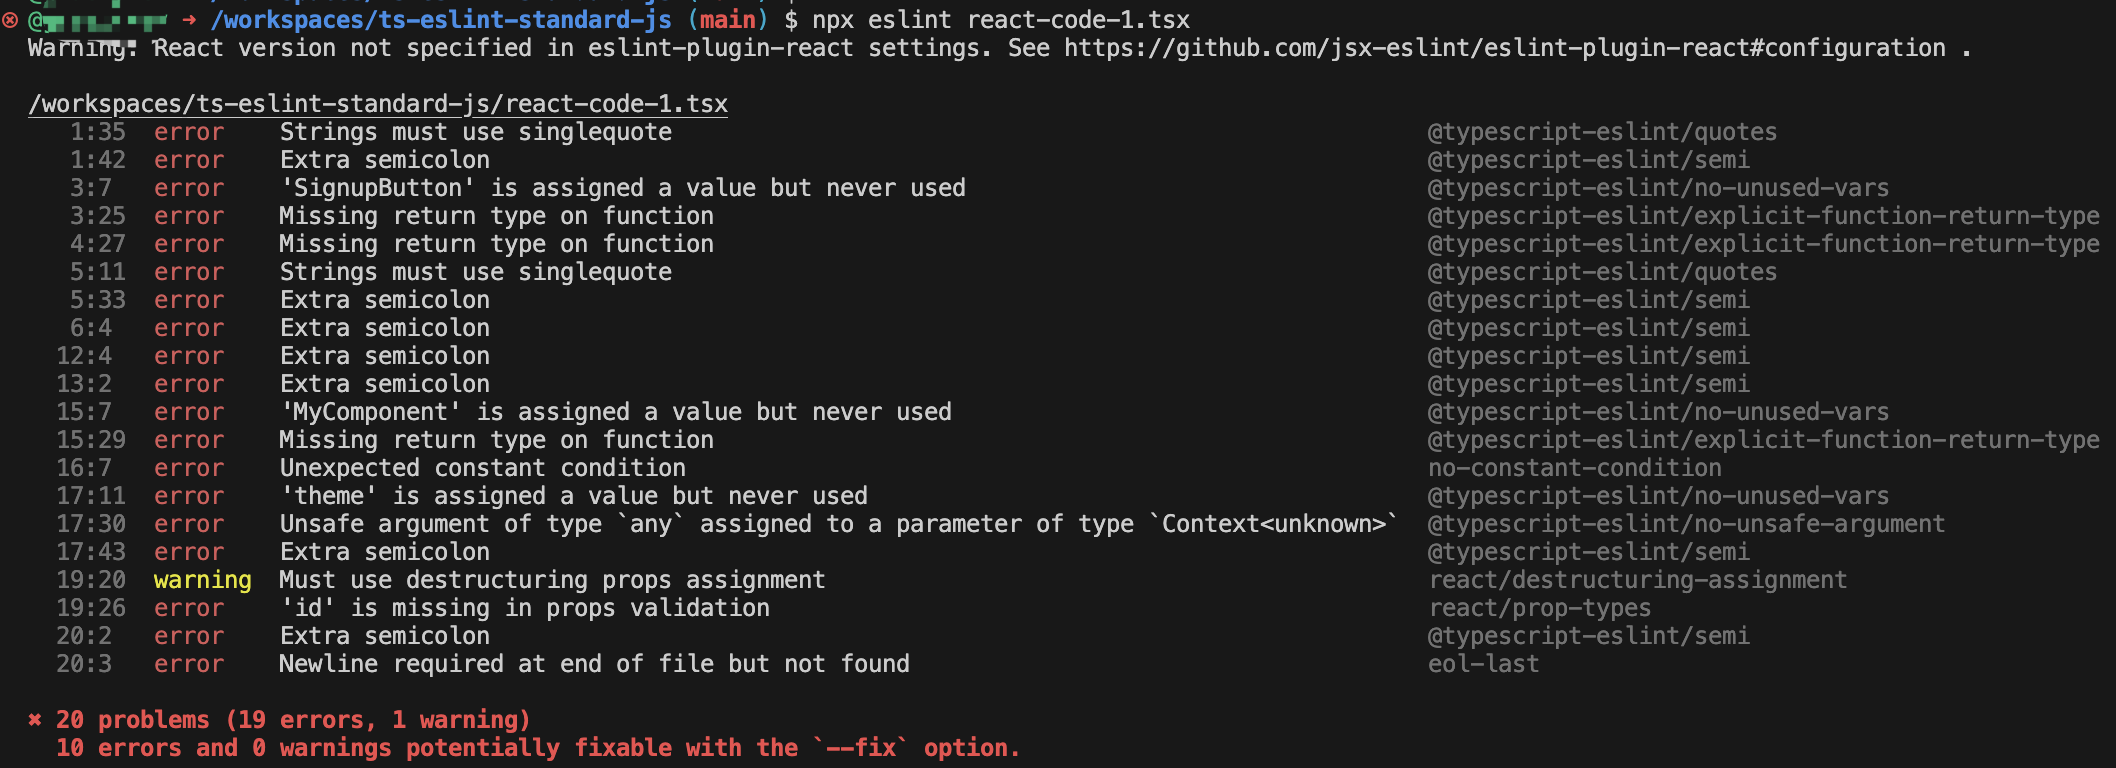 ➜ /workspaces/ts-eslint-standard-js (main) $ npx eslint react-code-1.tsx
Warning: React version not specified in eslint-plugin-react settings. See https://github.com/jsx-eslint/eslint-plugin-react#configuration .
/workspaces/ts-eslint-standard-js/react-code-1.tsx
1:35 error Strings must use singlequote @typescript-eslint/quotes
1:42 error Extra semicolon @typescript-eslint/semi
3:7 error 'SignupButton' is assigned a value but never used @typescript-eslint/no-unused-vars
3:25 error Missing return type on function @typescript-eslint/explicit-function-return-type
4:27 error Missing return type on function @typescript-eslint/explicit-function-return-type
5:11 error Strings must use singlequote @typescript-eslint/quotes
5:33 error Extra semicolon @typescript-eslint/semi
6:4 error Extra semicolon @typescript-eslint/semi
12:4 error Extra semicolon @typescript-eslint/semi
13:2 error Extra semicolon @typescript-eslint/semi
15:7 error 'MyComponent' is assigned a value but never used @typescript-eslint/no-unused-vars
15:29 error Missing return type on function @typescript-eslint/explicit-function-return-type
16:7 error Unexpected constant condition no-constant-condition
17:11 error 'theme' is assigned a value but never used @typescript-eslint/no-unused-vars
17:30 error Unsafe argument of type `any` assigned to a parameter of type `Context<unknown>` @typescript-eslint/no-unsafe-argument
17:43 error Extra semicolon @typescript-eslint/semi
19:20 warning Must use destructuring props assignment react/destructuring-assignment
19:26 error 'id' is missing in props validation react/prop-types
20:2 error Extra semicolon @typescript-eslint/semi
20:3 error Newline required at end of file but not found eol-last
✖ 20 problems (19 errors, 1 warning)
10 errors and 0 warnings potentially fixable with the `--fix` option.